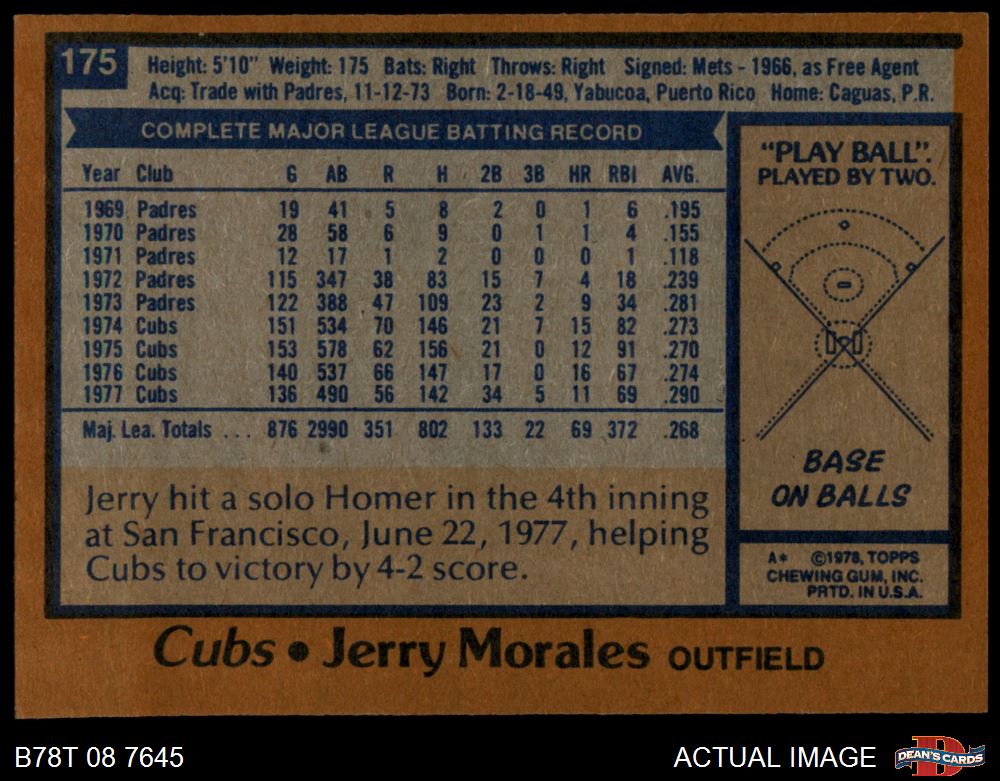 175
Height: 5'10" Weight: 175 Bats: Right Throws: Right Signed: Mets - 1966, as Free Agent
Acq: Trade with Padres, 11-12-73 Born: 2-18-49, Yabucoa, Puerto Rico Home: Caguas, P.R.
COMPLETE MAJOR LEAGUE BATTING RECORD
Year Club G AB R H 2B 3B HR RBI AVG.
1969 Padres 19 41 5 8 2 0 1 6 .195
1970 Padres 28 58 6 9 0 1 1 4 .155
1971 Padres 12 17 1 2 0 0 0 1 .118
1972 Padres 115 347 38 83 15 7 4 18 .239
1973 Padres 122 388 47 109 23 2 9 34 .281
1974 Cubs 151 534 70 146 21 7 15 82 .273
1975 Cubs 153 578 62 156 21 0 12 91 .270
1976 Cubs 140 537 66 147 17 0 16 67 .274
1977 Cubs 136 490 56 142 34 5 11 69 .290
Maj. Lea. Totals ... 876 2990 351 802 133 22 69 372 .268
Jerry hit a solo Homer in the 4th inning
at San Francisco, June 22, 1977, helping
Cubs to victory by 4-2 score.
"PLAY BALL".
PLAYED BY TWO.
BASE
ON BALLS
A* ©1978, TOPPS
CHEWING GUM, INC.
PRTD. IN U.S.A.
Cubs • Jerry Morales OUTFIELD
B78T 08 7645
ACTUAL IMAGE
D
DEAN'S CARDS